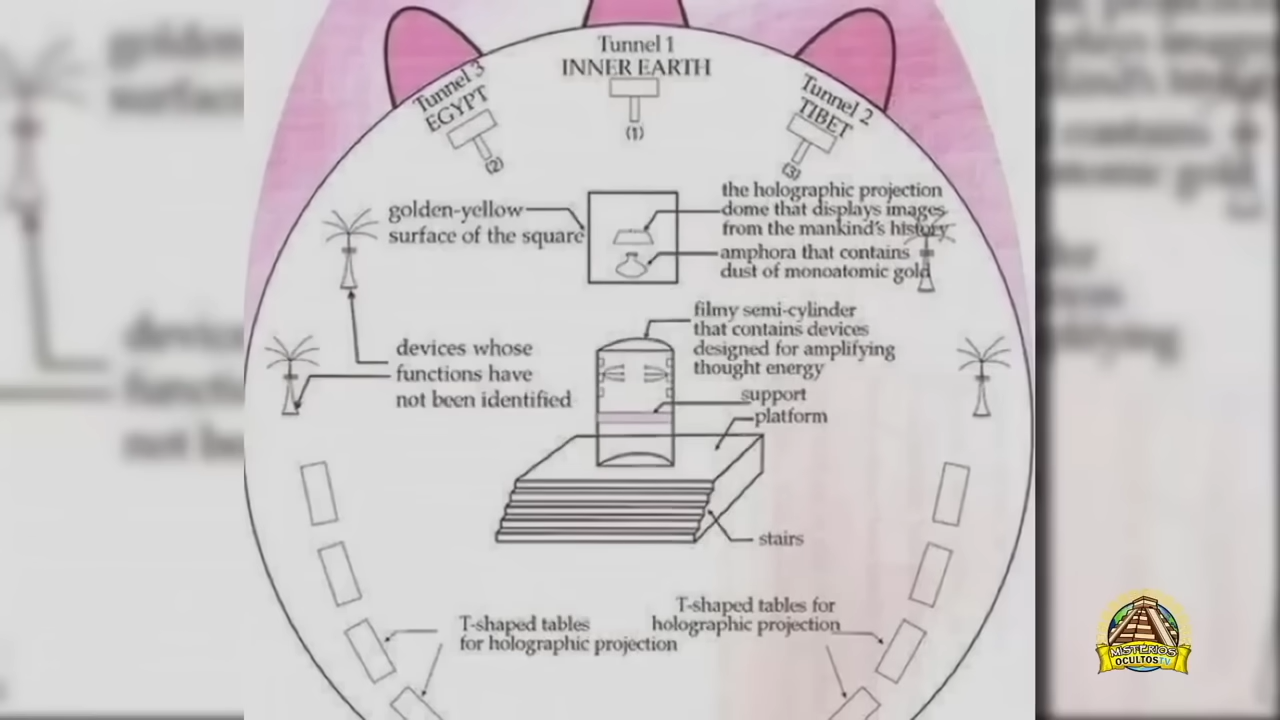 Tunnel 1
INNER EARTH
(1)
Tunnel 3
EGYPT
(2)
Tunnel 2
TIBET
(3)
golden-yellow
surface of the square
the holographic projection
dome that displays images
from the mankind's history
amphora that contains
dust of monoatomic gold
filmy semi-cylinder
that contains devices
designed for amplifying
thought energy
support
platform
devices whose
functions have
not been identified
stairs
T-shaped tables
for holographic projection
T-shaped tables for
holographic projection
MISTERIOS
OCULTOSTV